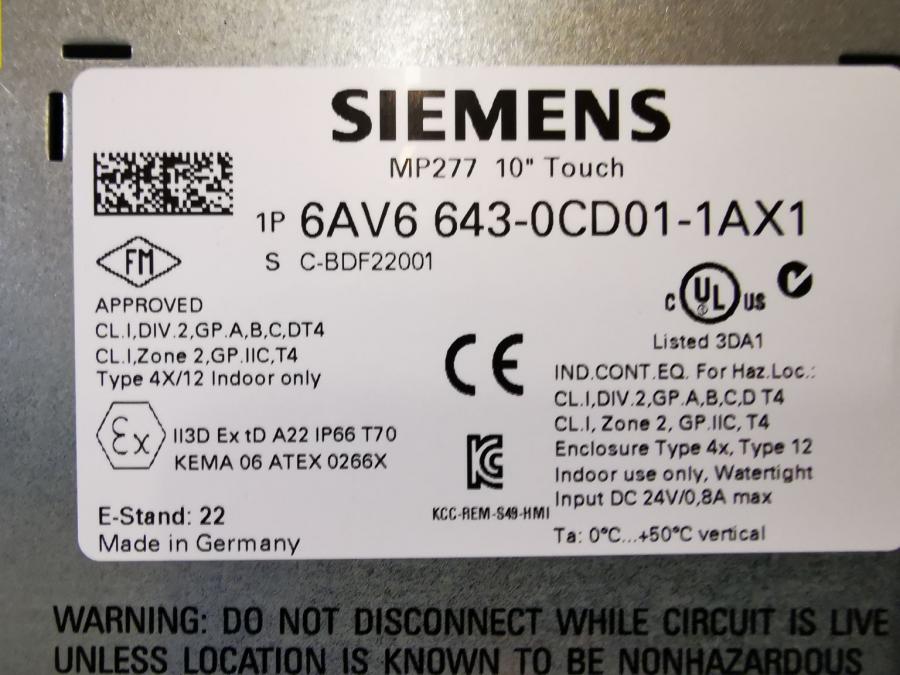 SIEMENS
MP277 10" Touch
1P 6AV6 643-0CD01-1AX1
S C-BDF22001
FM
APPROVED
CL.I,DIV.2,GP.A,B,C,DT4
CL.I,Zone 2,GP.IIC,T4
Type 4X/12 Indoor only
Ex II3D Ex tD A22 IP66 T70
KEMA 06 ATEX 0266X
E-Stand: 22
Made in Germany
CE
KCC-REM-S49-HMI
C UL US
Listed 3DA1
IND.CONT.EQ. For Haz.Loc.:
CL.I,DIV.2,GP.A,B,C,D T4
CL.I, Zone 2, GP.IIC, T4
Enclosure Type 4x, Type 12
Indoor use only, Watertight
Input DC 24V/0,8A max
Ta: 0°C...+50°C vertical
WARNING: DO NOT DISCONNECT WHILE CIRCUIT IS LIVE
UNLESS LOCATION IS KNOWN TO BE NONHAZARDOUS